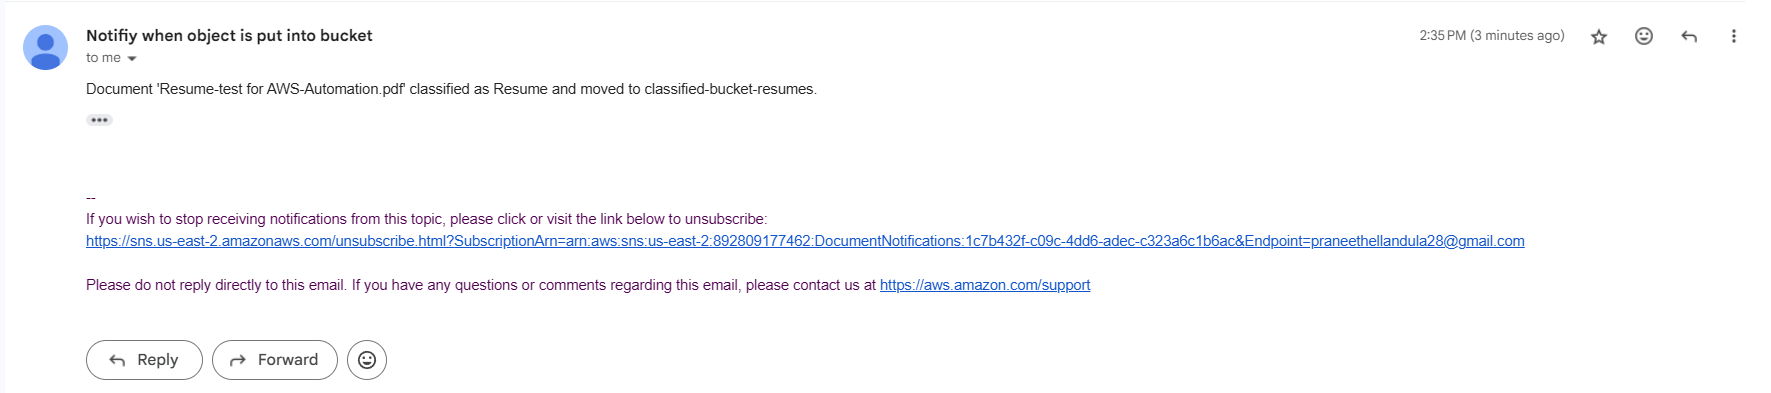 Notifiy when object is put into bucket
2:35 PM (3 minutes ago)
to me
Document 'Resume-test for AWS-Automation.pdf' classified as Resume and moved to classified-bucket-resumes.
--
If you wish to stop receiving notifications from this topic, please click or visit the link below to unsubscribe:
https://sns.us-east-2.amazonaws.com/unsubscribe.html?SubscriptionArn=arn:aws:sns:us-east-2:892809177462:DocumentNotifications:1c7b432f-c09c-4dd6-adec-c323a6c1b6ac&Endpoint=praneethellandula28@gmail.com
Please do not reply directly to this email. If you have any questions or comments regarding this email, please contact us at https://aws.amazon.com/support
Reply
Forward